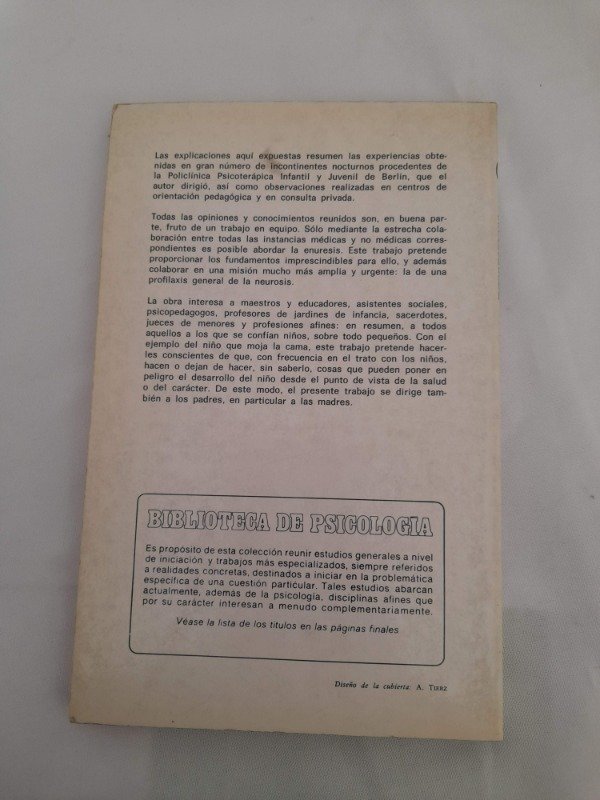 Las explicaciones aquí expuestas resumen las experiencias obte-
nidas en gran número de incontinentes nocturnos procedentes de
la Policlínica Psicoterápica Infantil y Juvenil de Berlín, que el
autor dirigió, así como observaciones realizadas en centros de
orientación pedagógica y en consulta privada.
Todas las opiniones y conocimientos reunidos son, en buena par-
te, fruto de un trabajo en equipo. Sólo mediante la estrecha cola-
boración entre todas las instancias médicas y no médicas corres-
pondientes es posible abordar la enuresis. Este trabajo pretende
proporcionar los fundamentos imprescindibles para ello, y además
colaborar en una misión mucho más amplia y urgente: la de una
profilaxis general de la neurosis.
La obra interesa a maestros y educadores, asistentes sociales,
psicopedagogos, profesores de jardines de infancia, sacerdotes,
jueces de menores y profesiones afines: en resumen, a todos
aquellos a los que se confían niños, sobre todo pequeños. Con el
ejemplo del niño que moja la cama, este trabajo pretende hacer-
les conscientes de que, con frecuencia en el trato con los niños,
hacen o dejan de hacer, sin saberlo, cosas que pueden poner en
peligro el desarrollo del niño desde el punto de vista de la salud
o del carácter. De este modo, el presente trabajo se dirige tam-
bién a los padres, en particular a las madres.
BIBLIOTECA DE PSICOLOGIA
Es propósito de esta colección reunir estudios generales a nivel
de iniciación y trabajos más especializados, siempre referidos
a realidades concretas, destinados a iniciar en la problemática
específica de una cuestión particular. Tales estudios abarcan
actualmente, además de la psicología, disciplinas afines que
por su carácter interesan a menudo complementariamente.
Véase la lista de los títulos en las páginas finales
Diseño de la cubierta: A. TIERZ